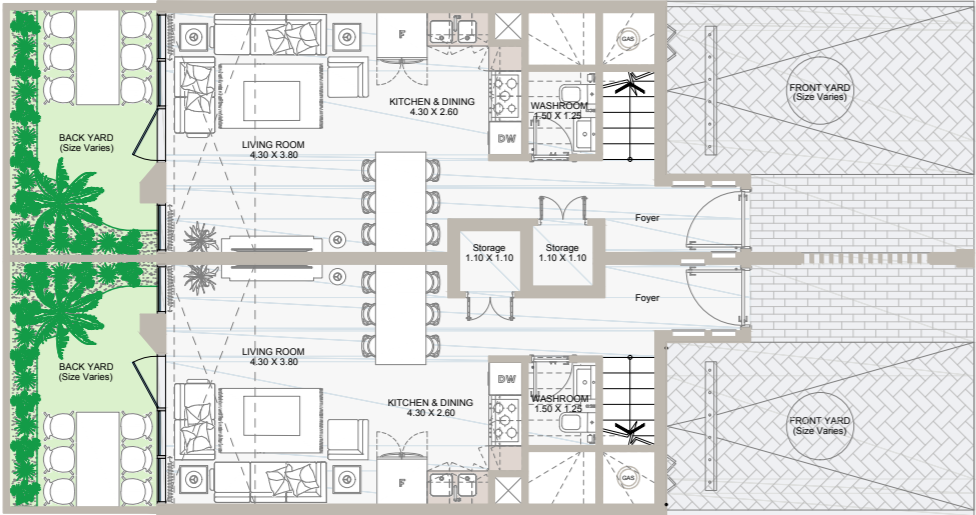 F
GAS
KITCHEN & DINING
4.30 X 2.60
WASHROOM
1.50 X 1.25
FRONT YARD
(Size Varies)
BACK YARD
(Size Varies)
DW
LIVING ROOM
4.30 X 3.80
Foyer
Storage
1.10 X 1.10
Storage
1.10 X 1.10
Foyer
LIVING ROOM
4.30 X 3.80
BACK YARD
(Size Varies)
DW
KITCHEN & DINING
4.30 X 2.60
WASHROOM
1.50 X 1.25
FRONT YARD
(Size Varies)
F
GAS